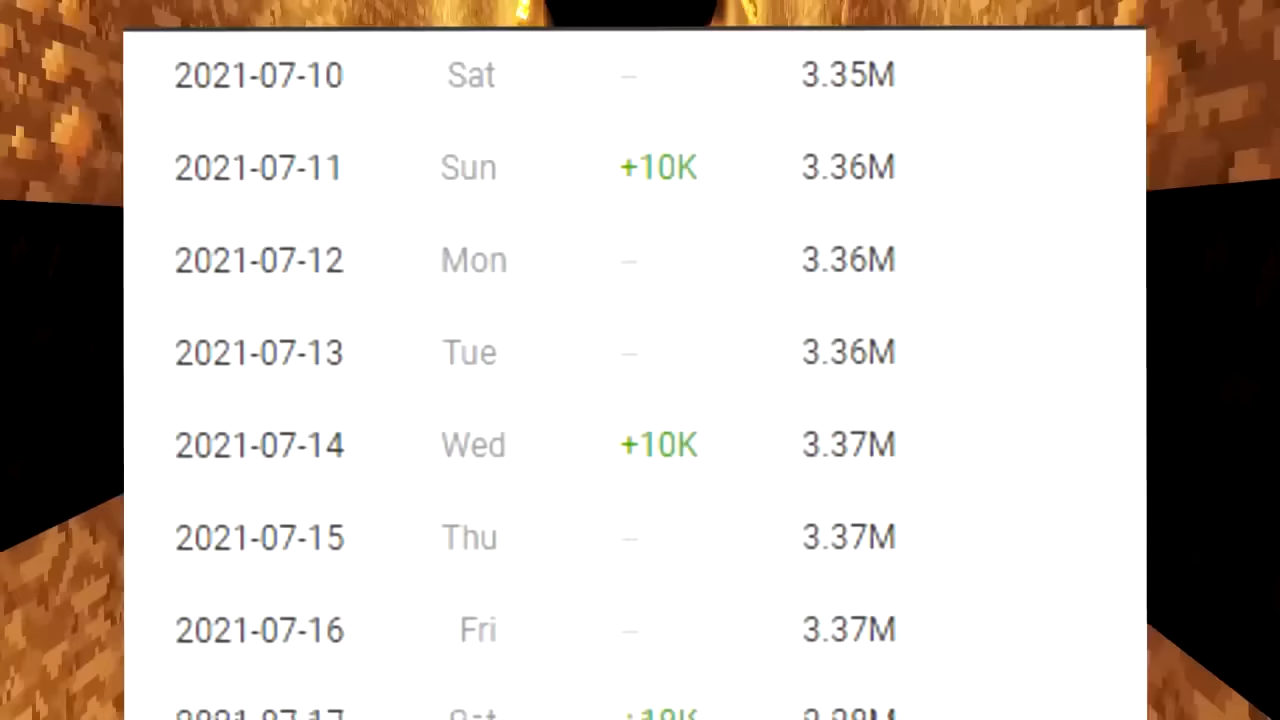 2021-07-10 Sat – 3.35M
2021-07-11 Sun +10K 3.36M
2021-07-12 Mon – 3.36M
2021-07-13 Tue – 3.36M
2021-07-14 Wed +10K 3.37M
2021-07-15 Thu – 3.37M
2021-07-16 Fri – 3.37M